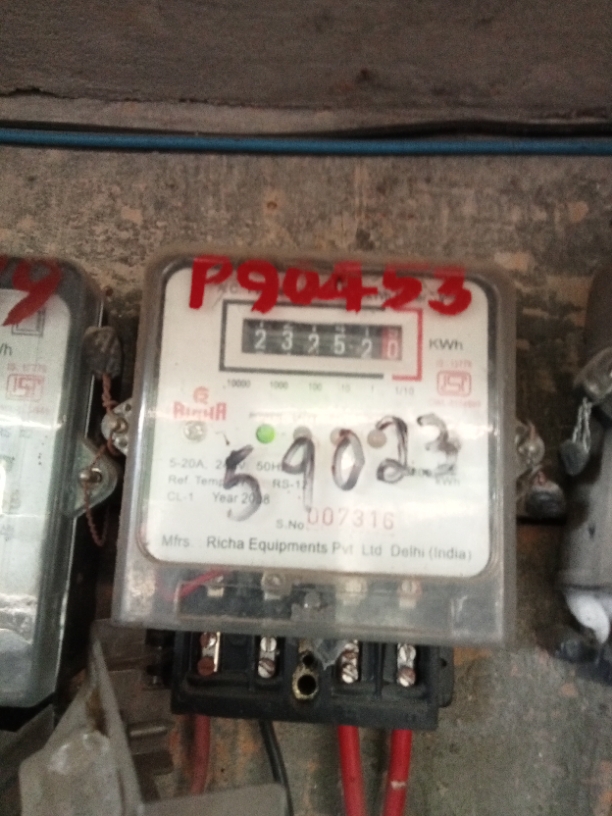 P90453
2 3 2 5 2 0 KWh
10000 1000 100 10 1 1/10
RICHA
59023
5-20A, 50H
Ref. Temp RS-
CL-1 Year 2008
S.No 007316
Mfrs. Richa Equipments Pvt Ltd Delhi (India)